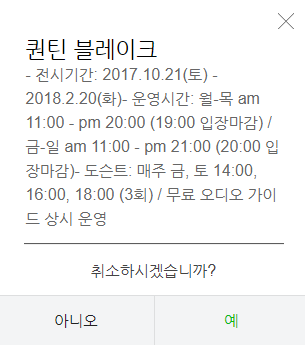 퀀틴 블레이크
- 전시기간: 2017.10.21(토) -
2018.2.20(화)- 운영시간: 월-목 am
11:00 - pm 20:00 (19:00 입장마감) /
금-일 am 11:00 - pm 21:00 (20:00 입
장마감)- 도슨트: 매주 금, 토 14:00,
16:00, 18:00 (3회) / 무료 오디오 가이
드 상시 운영
취소하시겠습니까?
아니오 예